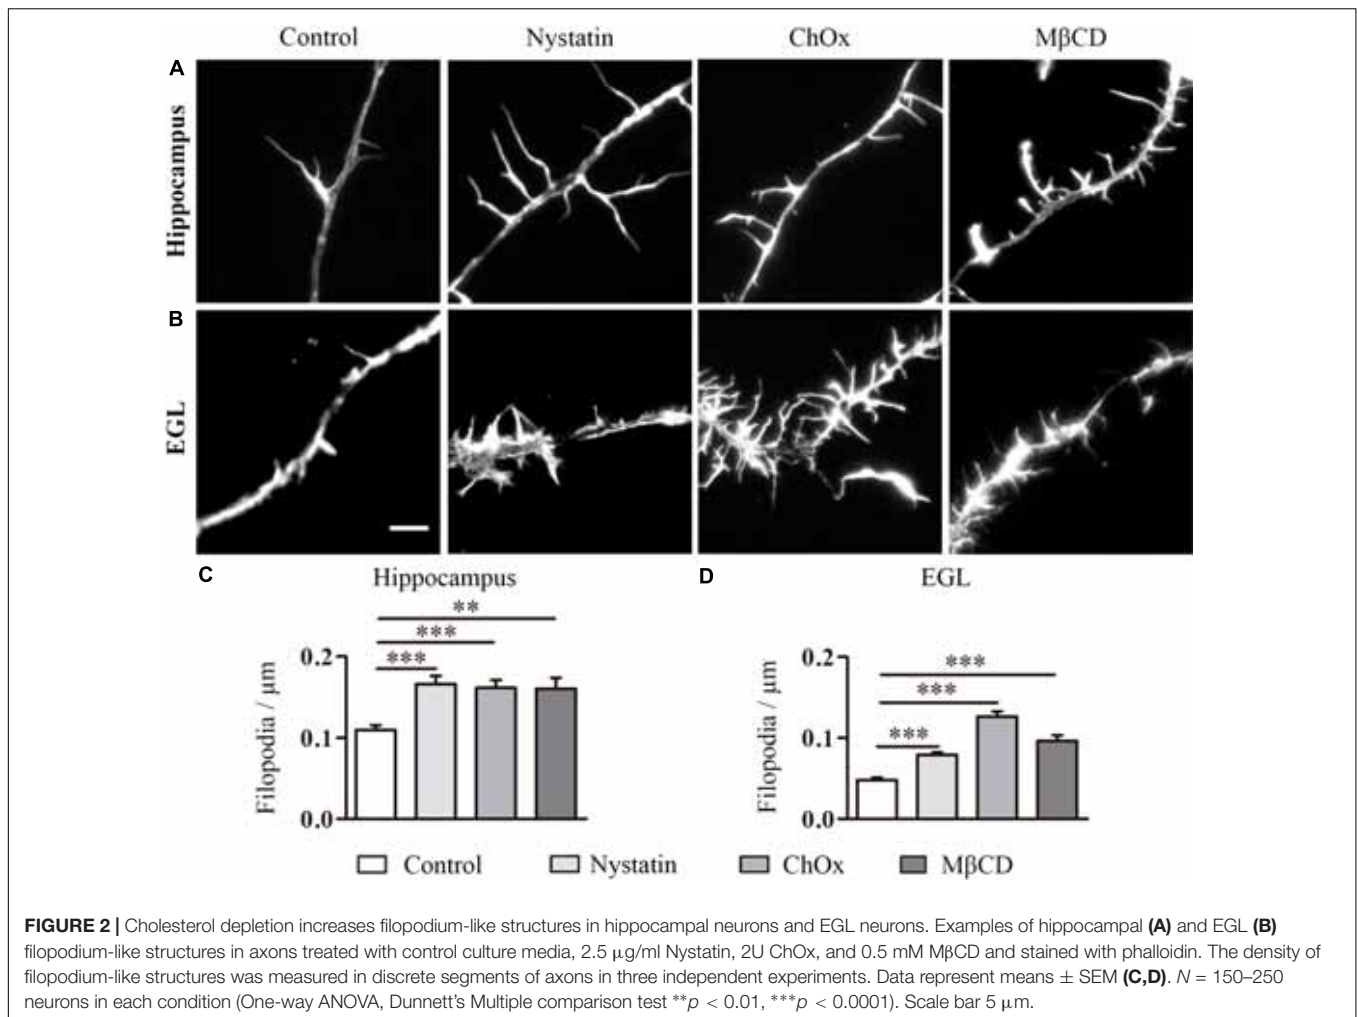 Control Nystatin ChOx MβCD
A
Hippocampus
B
EGL
C Hippocampus D EGL
** 
*** ***
*** ***
***
0.2 0.2
0.1 0.1
0.0 0.0
Filopodia / μm Filopodia / μm
Control Nystatin ChOx MβCD
FIGURE 2 | Cholesterol depletion increases filopodium-like structures in hippocampal neurons and EGL neurons. Examples of hippocampal (A) and EGL (B)
filopodium-like structures in axons treated with control culture media, 2.5 μg/ml Nystatin, 2U ChOx, and 0.5 mM MβCD and stained with phalloidin. The density of
filopodium-like structures was measured in discrete segments of axons in three independent experiments. Data represent means ± SEM (C,D). N = 150–250
neurons in each condition (One-way ANOVA, Dunnett's Multiple comparison test **p < 0.01, ***p < 0.0001). Scale bar 5 μm.